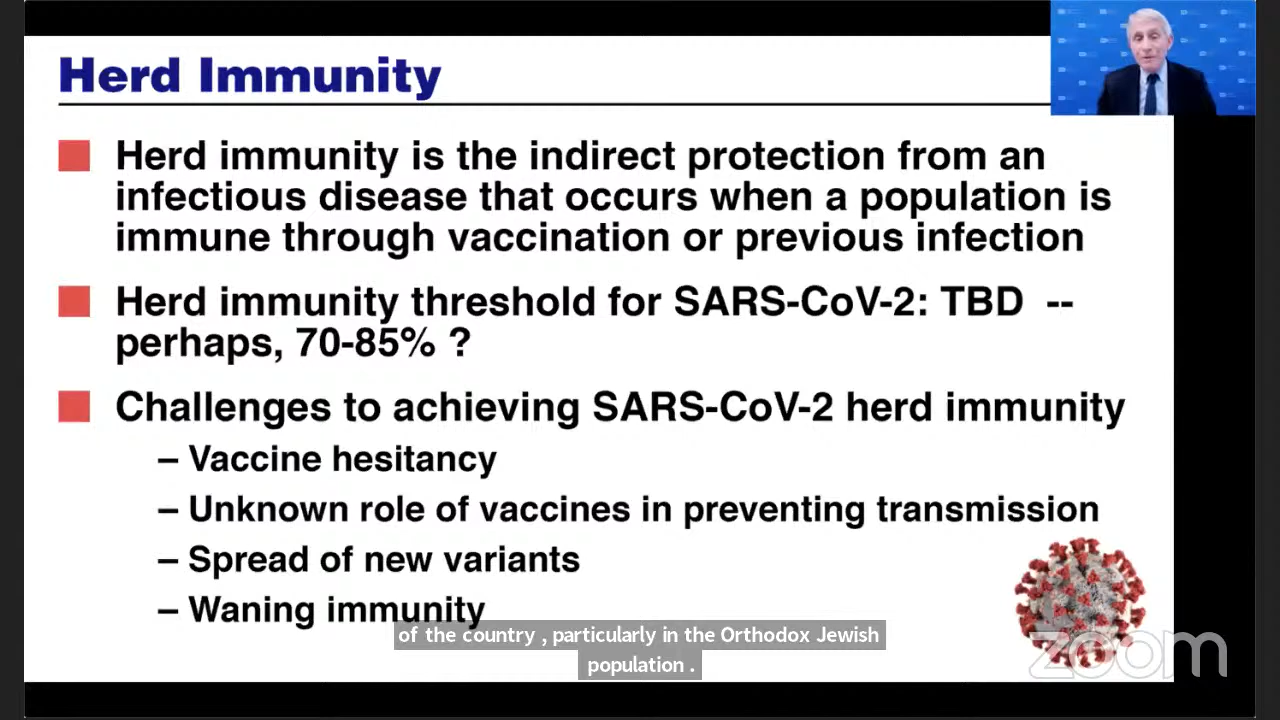 Herd Immunity
Herd immunity is the indirect protection from an
infectious disease that occurs when a population is
immune through vaccination or previous infection
Herd immunity threshold for SARS-CoV-2: TBD --
perhaps, 70-85% ?
Challenges to achieving SARS-CoV-2 herd immunity
– Vaccine hesitancy
– Unknown role of vaccines in preventing transmission
– Spread of new variants
– Waning immunity
of the country , particularly in the Orthodox Jewish
population .
zoom